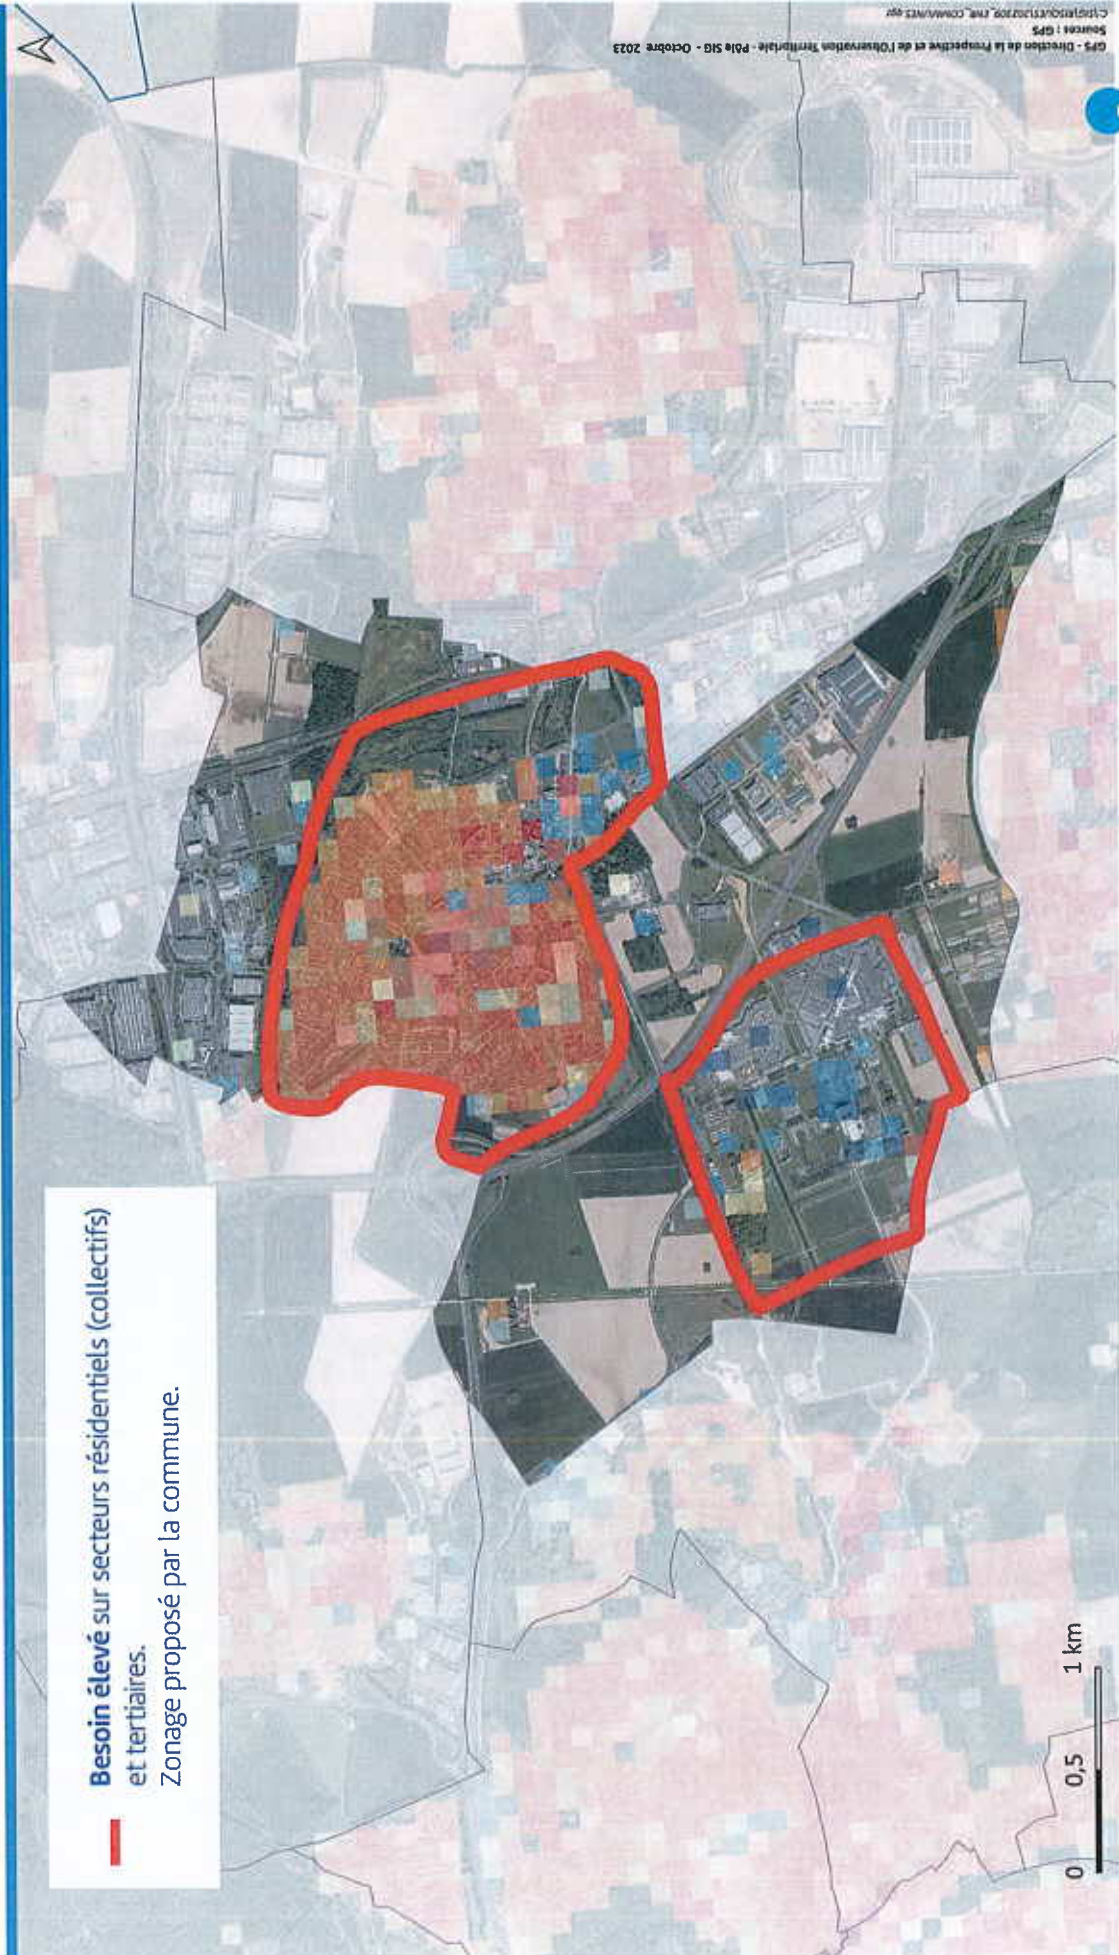 Besoin élevé sur secteurs résidentiels (collectifs)
et tertiaires.
Zonage proposé par la commune.
0 0,5 1 km
GPS - Direction de la Prospective et de l'Observation Territoriale - Pôle SIG - Octobre 2023
Sources : GPS